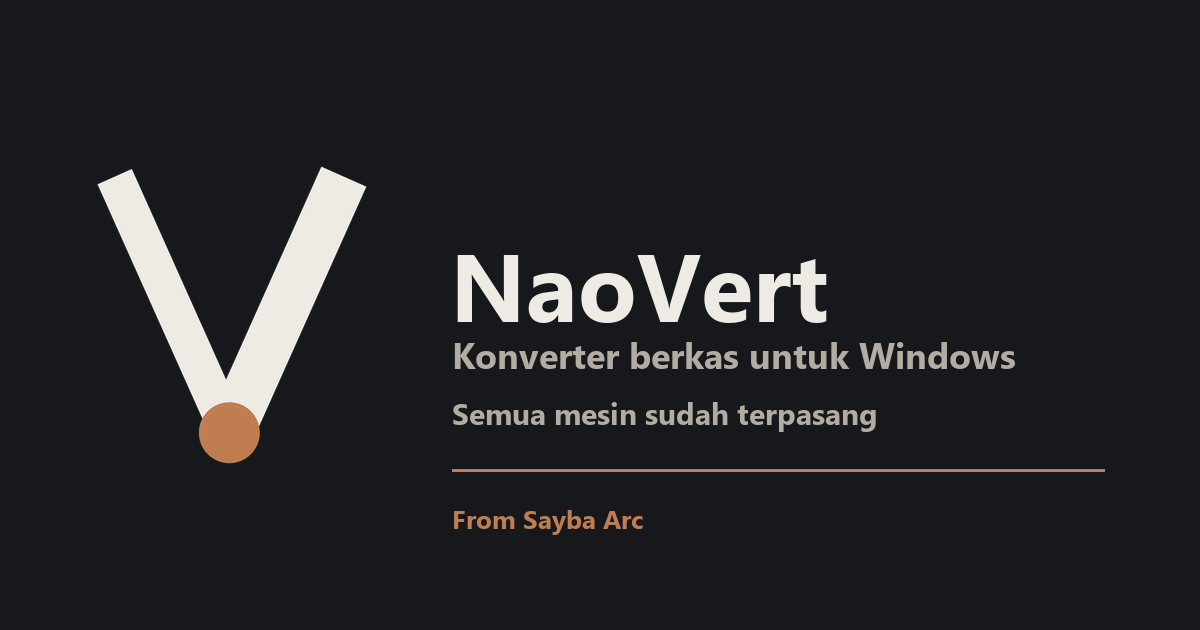 NaoVert
Konverter berkas untuk Windows
Semua mesin sudah terpasang
From Sayba Arc